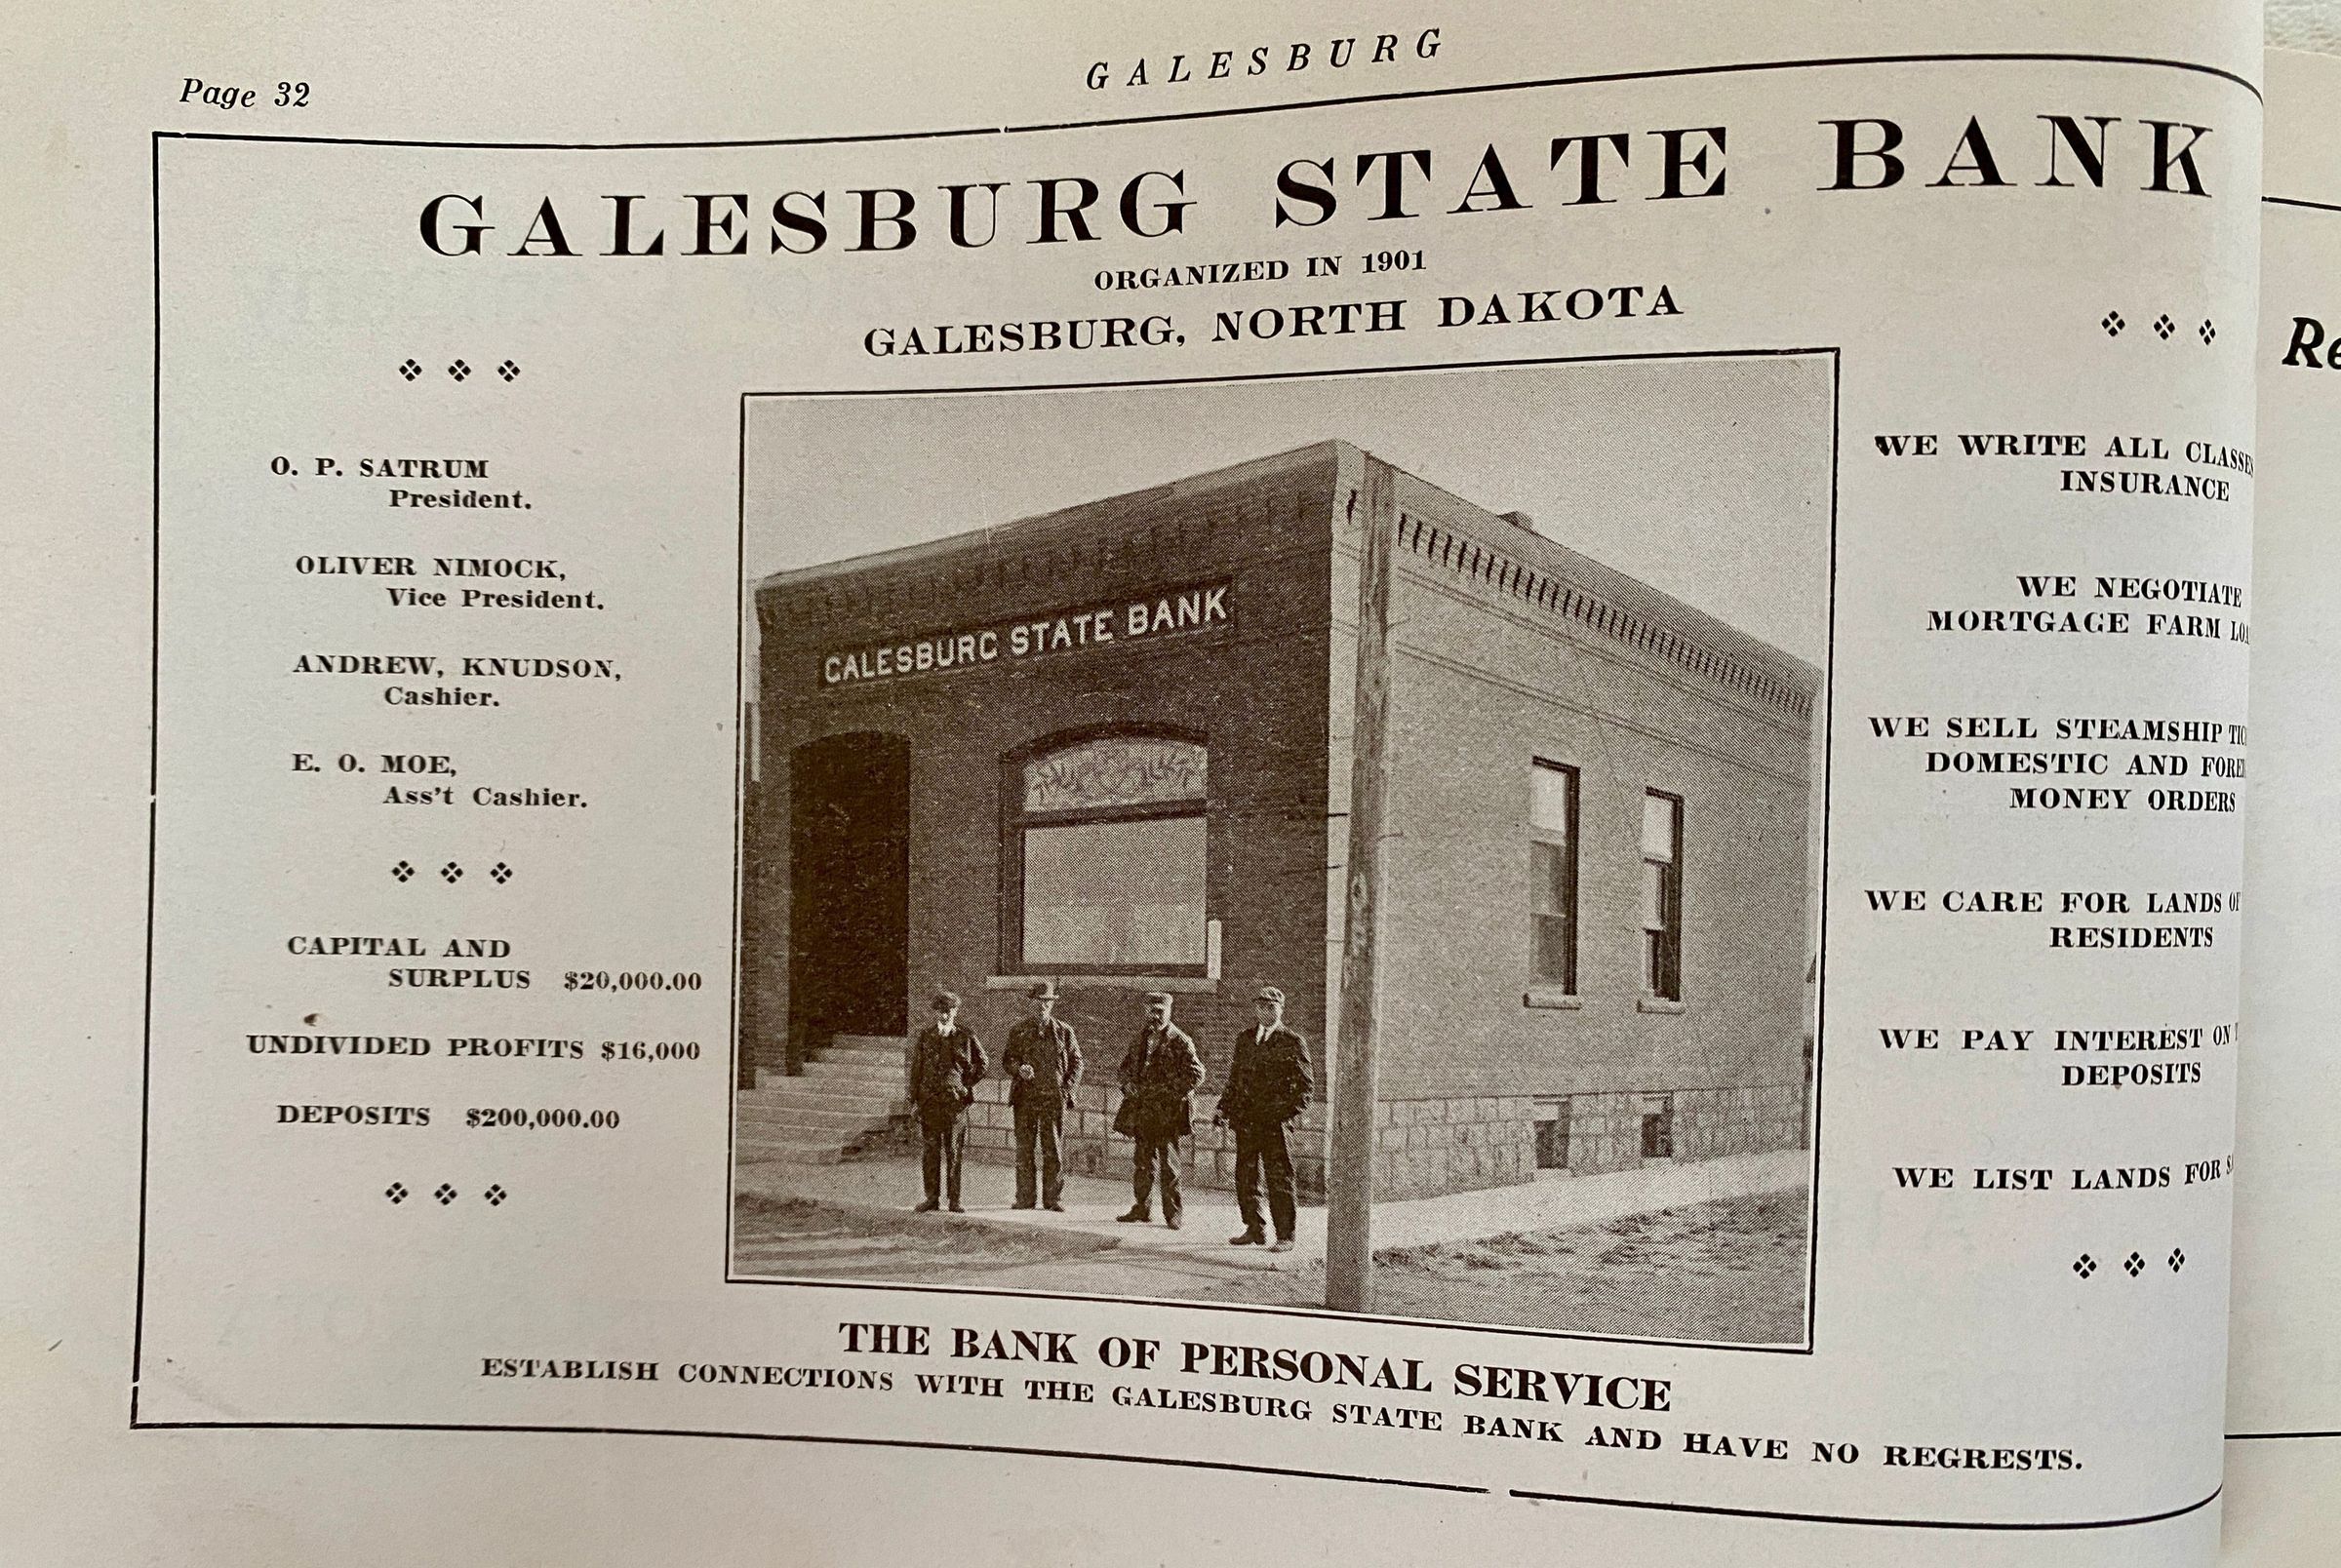 Page 32
GALESBURG
GALESBURG STATE BANK
ORGANIZED IN 1901
GALESBURG, NORTH DAKOTA
O. P. SATRUM
President.
OLIVER NIMOCK,
Vice President.
ANDREW, KNUDSON,
Cashier.
E. O. MOE,
Ass't Cashier.
CAPITAL AND
SURPLUS $20,000.00
UNDIVIDED PROFITS $16,000
DEPOSITS $200,000.00
GALESBURG STATE BANK
WE WRITE ALL
INSURANCE
WE NEGOTIATE
MORTGAGE FARM
WE SELL STEAMSHIP
DOMESTIC AND
MONEY ORDERS
WE CARE FOR LANDS
RESIDENTS
WE PAY INTEREST ON
DEPOSITS
WE LIST LANDS FOR
THE BANK OF PERSONAL SERVICE
ESTABLISH CONNECTIONS WITH THE GALESBURG STATE BANK AND HAVE NO REGRESTS.